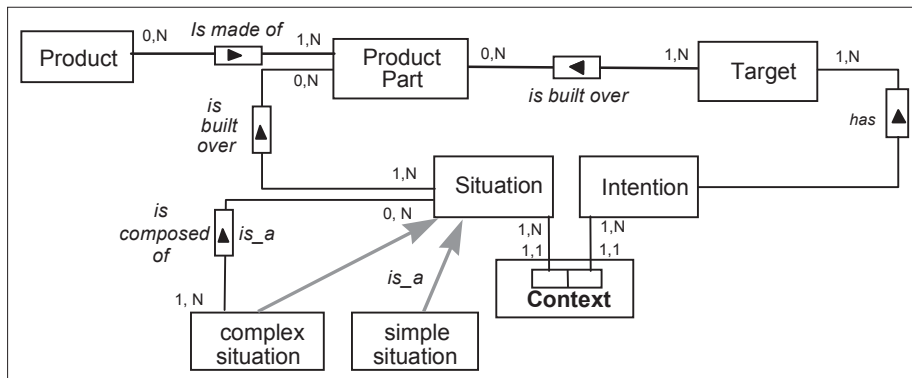 Is made of
0,N
1,N
1,N
Product
Product
Part
0,N
1,N
Target
0,N
is built over
is
built
over
has
1,N
Situation
Intention
0, N
is
composed
of
is_a
1,N
1,N
1,1
1,1
is_a
Context
1, N
complex
situation
simple
situation